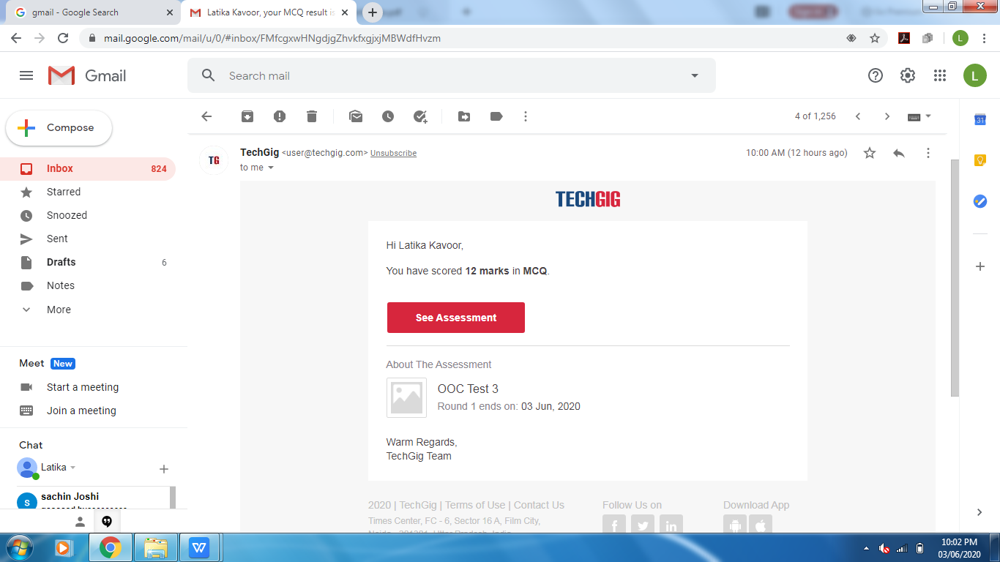 gmail - Google Search
Latika Kavoor, your MCQ result is
mail.google.com/mail/u/0/#inbox/FMfcgxwHNgdjgZhvkfxgjxjMBWdfHvzm
L
Gmail
Search mail
L
Compose
4 of 1,256
31
Inbox 824
Starred
Snoozed
Sent
Drafts 6
Notes
More
Meet New
Start a meeting
Join a meeting
Chat
Latika
s
sachin Joshi
TG
TechGig <user@techgig.com> Unsubscribe
10:00 AM (12 hours ago)
to me
TECHGIG
Hi Latika Kavoor,
You have scored 12 marks in MCQ.
See Assessment
About The Assessment
OOC Test 3
Round 1 ends on: 03 Jun, 2020
Warm Regards,
TechGig Team
2020 | TechGig | Terms of Use | Contact Us
Times Center, FC - 6, Sector 16 A, Film City,
Follow Us on
Download App
f
in
W
10:02 PM
03/06/2020